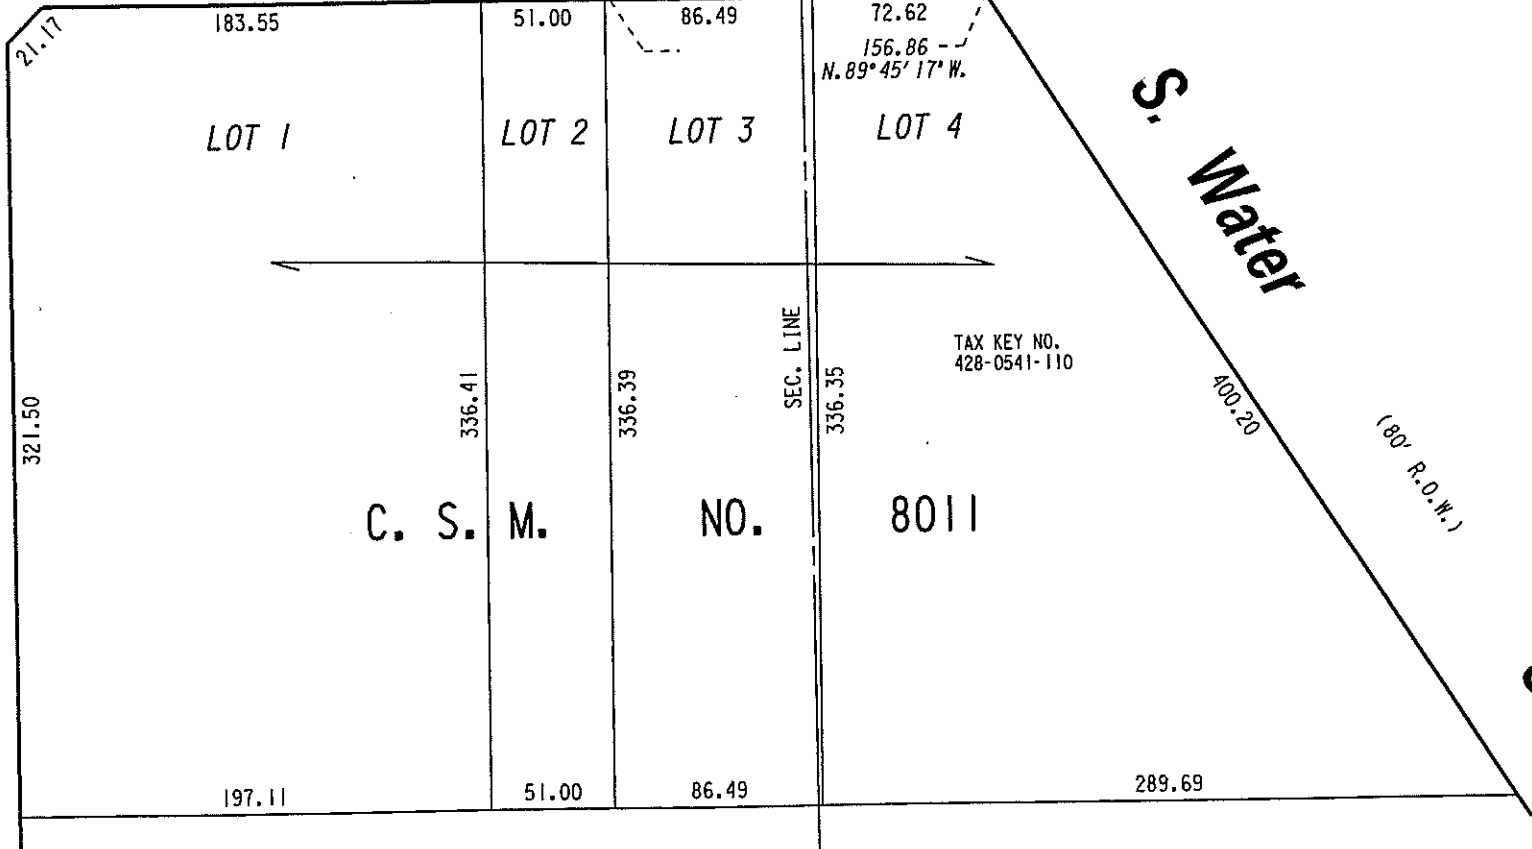 21.17
183.55
51.00
86.49
72.62
156.86
N.89°45'17"W.
LOT 1
LOT 2
LOT 3
LOT 4
S. Water
SEC. LINE
TAX KEY NO.
428-0541-110
321.50
336.41
336.39
336.35
400.20
(80' R.O.W.)
C. S. M. NO. 8011
197.11
51.00
86.49
289.69